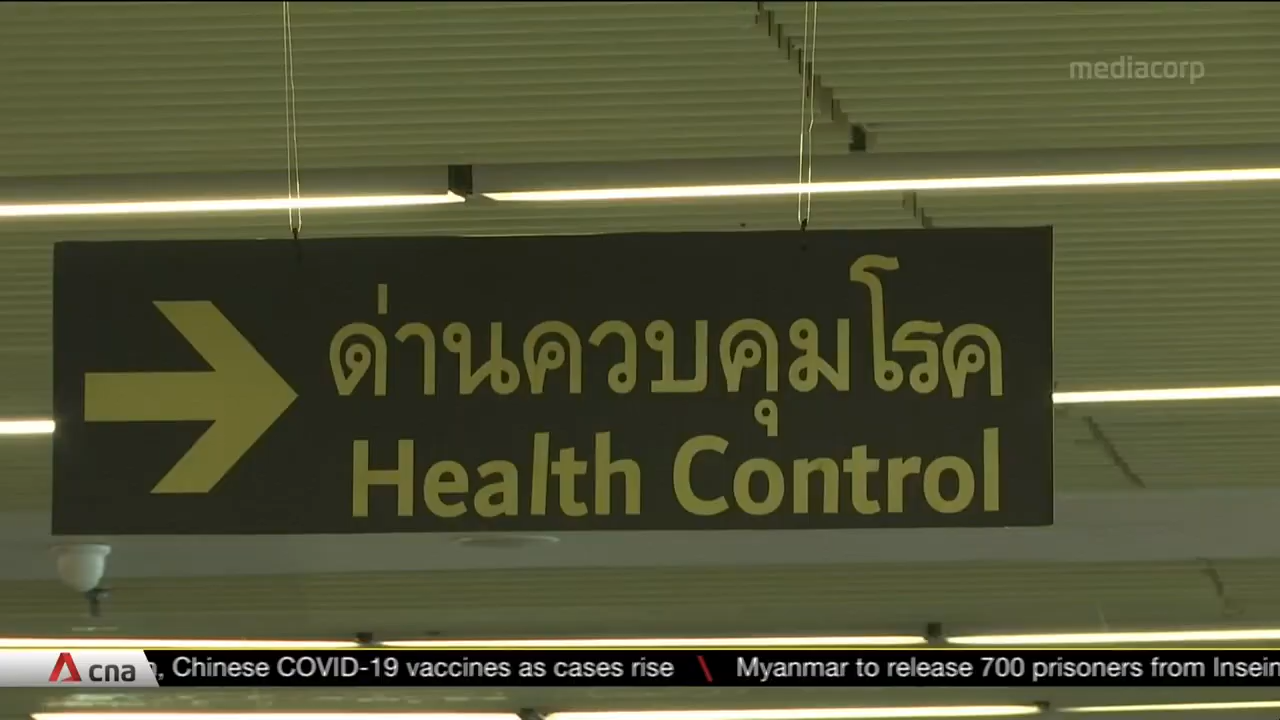 mediacorp
ด่านควบคุมโรค
Health Control
cna
, Chinese COVID-19 vaccines as cases rise \ Myanmar to release 700 prisoners from Insein